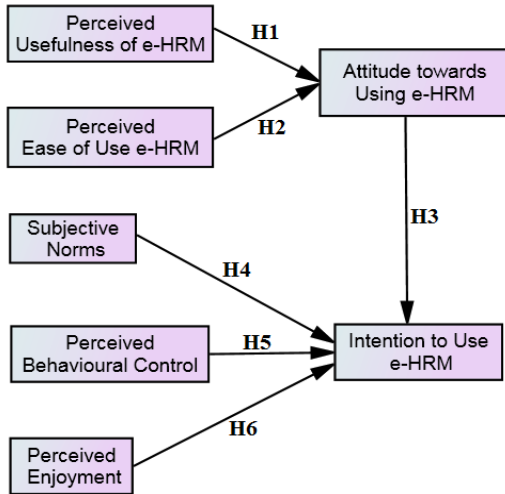 Perceived
Usefulness of e-HRM
H1
Attitude towards
Using e-HRM
Perceived
Ease of Use e-HRM
H2
H3
Subjective
Norms
H4
Perceived
Behavioural Control
H5
Intention to Use
e-HRM
H6
Perceived
Enjoyment